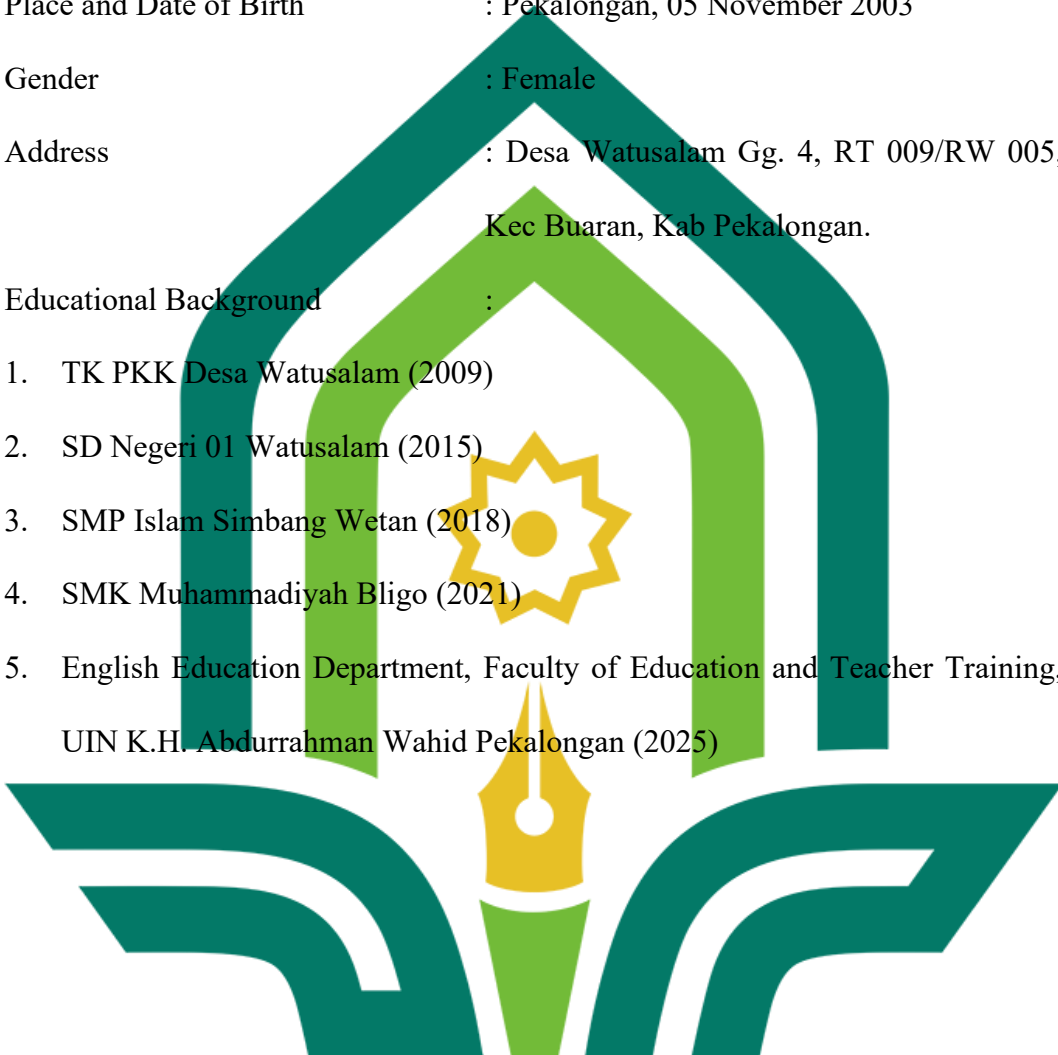 Place and Date of Birth : Pekalongan, 05 November 2003
Gender : Female
Address : Desa Watusalam Gg. 4, RT 009/RW 005,
Kec Buaran, Kab Pekalongan.
Educational Background :
1. TK PKK Desa Watusalam (2009)
2. SD Negeri 01 Watusalam (2015)
3. SMP Islam Simbang Wetan (2018)
4. SMK Muhammadiyah Bligo (2021)
5. English Education Department, Faculty of Education and Teacher Training,
UIN K.H. Abdurrahman Wahid Pekalongan (2025)